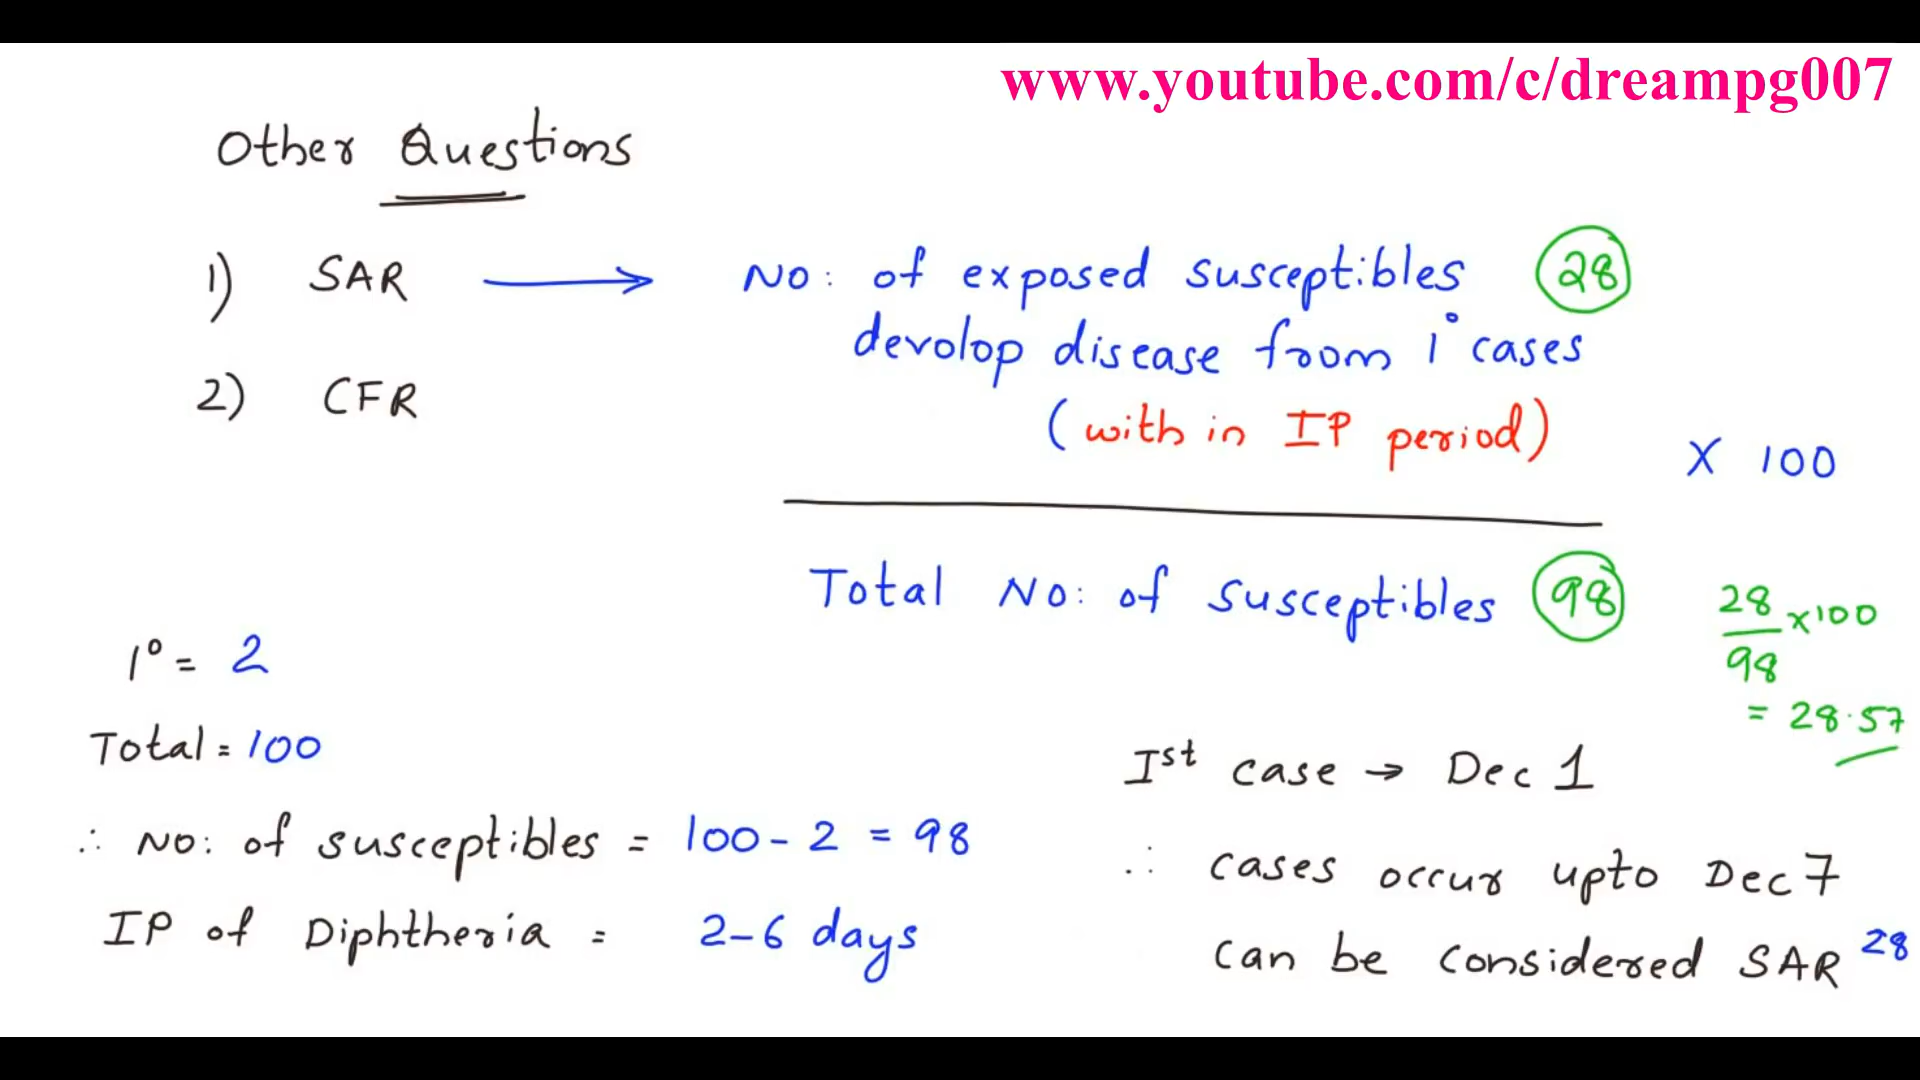 www.youtube.com/c/dreampg007
Other Questions
1) SAR → No: of exposed susceptibles 28
devolop disease from 1° cases
(with in IP period)
X 100
2) CFR
Total No: of susceptibles 98
28
98
x100
= 28.57
1° = 2
Total = 100
∴ No: of susceptibles = 100 - 2 = 98
IP of Diphtheria = 2-6 days
Ist case → Dec 1
∴ cases occur upto Dec 7
can be considered SAR 28